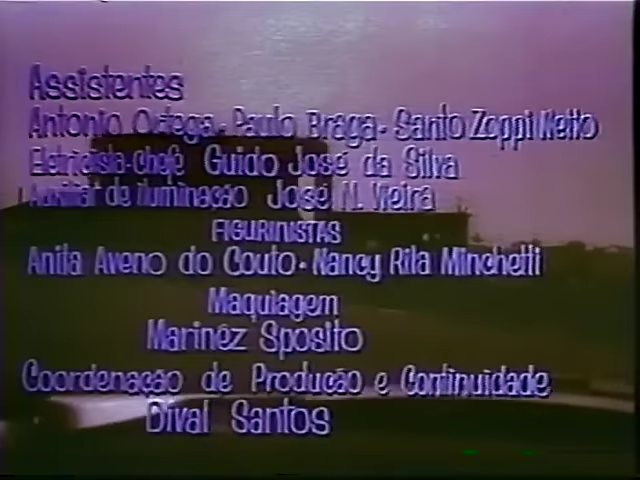 Assistentes
Antonio Ortega - Paulo Braga - Santo Zoppi Netto
Eletricista-chefe Guido José da Silva
Auxiliar de iluminação José N. Vieira
FIGURINISTAS
Anita Aveno do Couto - Nancy Rita Minchetti
Maquiagem
Marinêz Sposito
Coordenação de Produção e Continuidade
Dival Santos